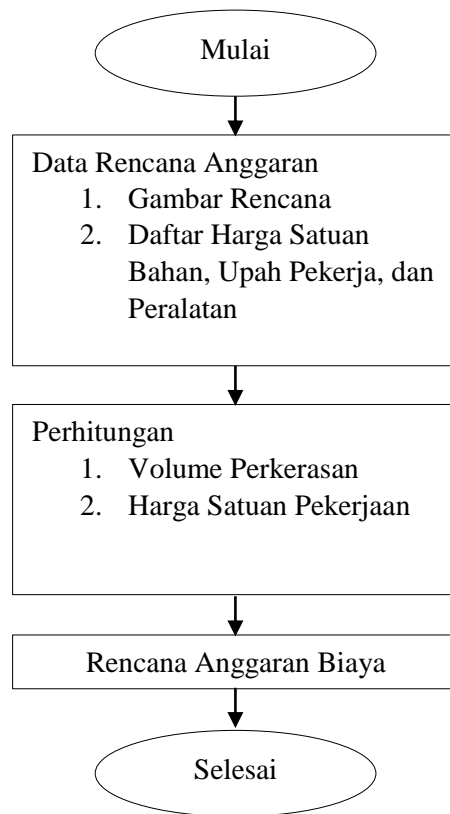 Mulai
Data Rencana Anggaran
1. Gambar Rencana
2. Daftar Harga Satuan
Bahan, Upah Pekerja, dan
Peralatan
Perhitungan
1. Volume Perkerasan
2. Harga Satuan Pekerjaan
Rencana Anggaran Biaya
Selesai